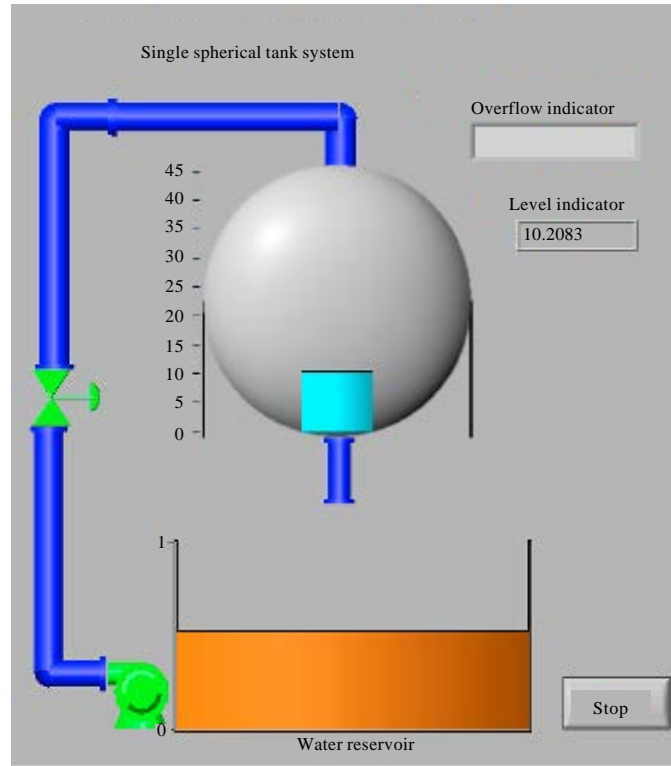 Single spherical tank system
Overflow indicator
Level indicator
10.2083
45
40
35
30
25
20
15
10
5
0
1
0
Water reservoir
Stop